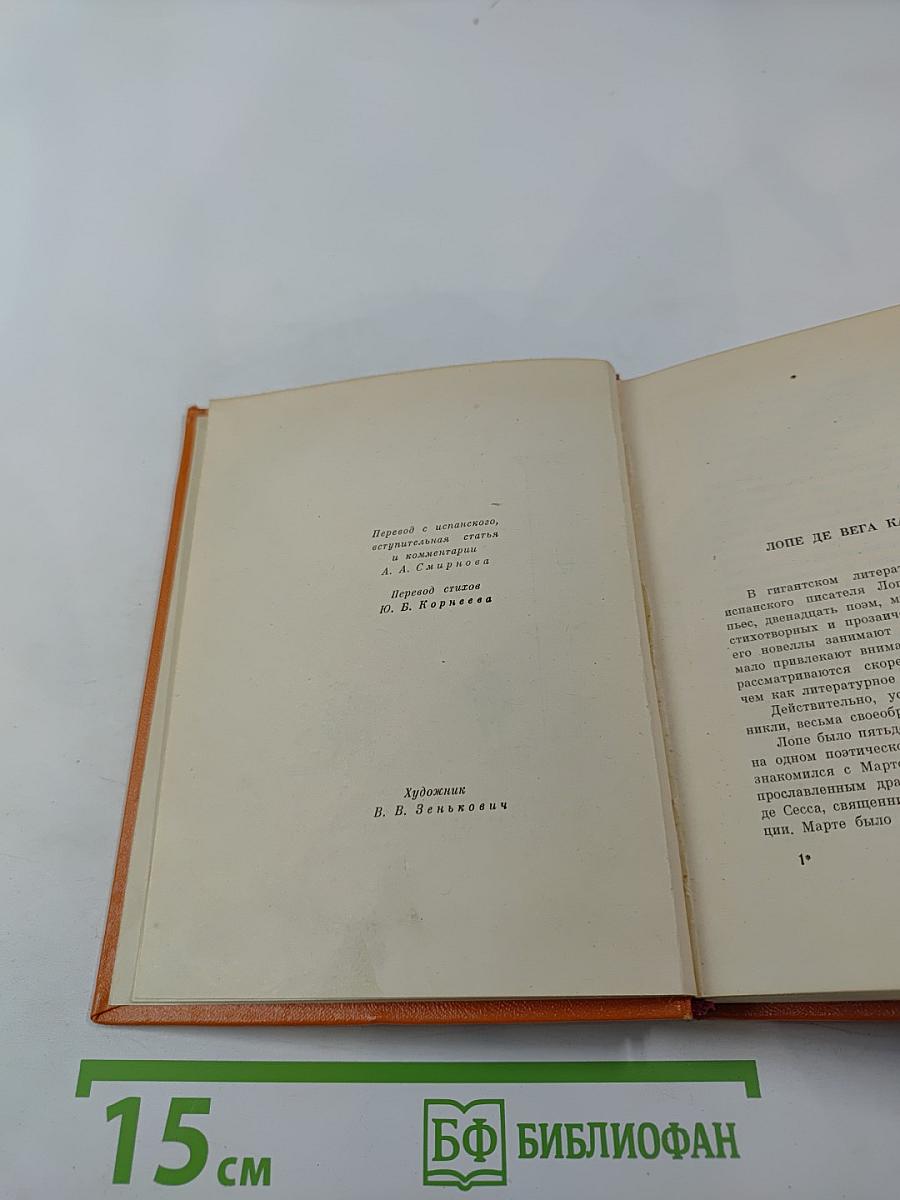 Перевод с испанского,
вступительная статья
и комментарии
А. А. Смирнова
Перевод стихов
Ю. Б. Корнеева
Художник
В. В. Зенькович
ЛОПЕ ДЕ ВЕГА
В гигантском
испанского писателя
пьес, двенадцать поэм,
стихотворных и
его новеллы занимают
мало привлекают
рассматриваются
чем как литературное
Действительно,
никли, весьма
Лопе было
на одном
знакомился с
прославленным
де Сесса,
ции. Марте было
1*
15 см
БФ БИБЛИОФАН